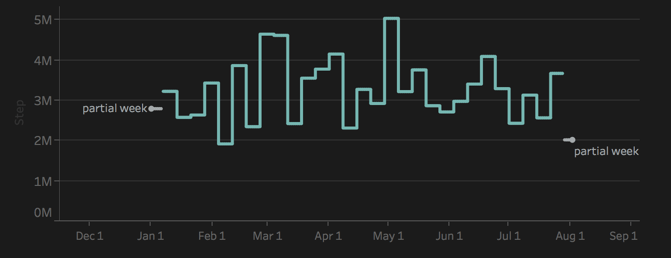 5M
4M
3M
2M
1M
0M
Step
partial week
partial week
Dec 1
Jan 1
Feb 1
Mar 1
Apr 1
May 1
Jun 1
Jul 1
Aug 1
Sep 1